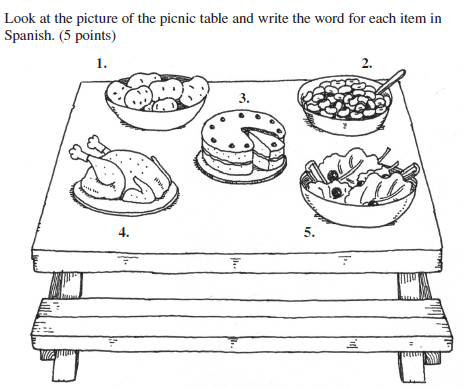 Look at the picture of the picnic table and write the word for each item in
Spanish. (5 points)
1.
2.
3.
4.
5.